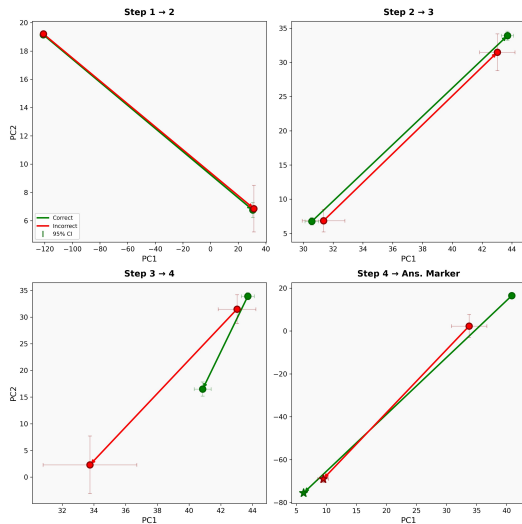 Step 1 → 2
20
18
16
14
12
10
8
6
PC2
Correct
Incorrect
95% CI
−120 −100 −80 −60 −40 −20 0 20 40
PC1
Step 2 → 3
35
30
25
20
15
10
5
30 32 34 36 38 40 42 44
PC1
Step 3 → 4
35
30
25
20
15
10
5
0
PC2
32 34 36 38 40 42 44
PC1
Step 4 → Ans. Marker
0
−20
−40
−60
−80
5 10 15 20 25 30 35 40
PC1